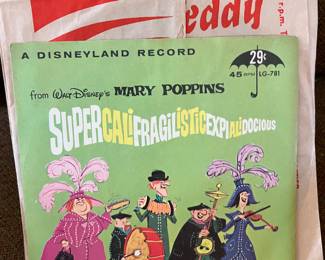 eddy
r.p.m.
A DISNEYLAND RECORD
29¢
45 RPM LG-781
from WALT DISNEY'S MARY POPPINS
SUPERCALIFRAGILISTICEXPIALIDOCIOUS